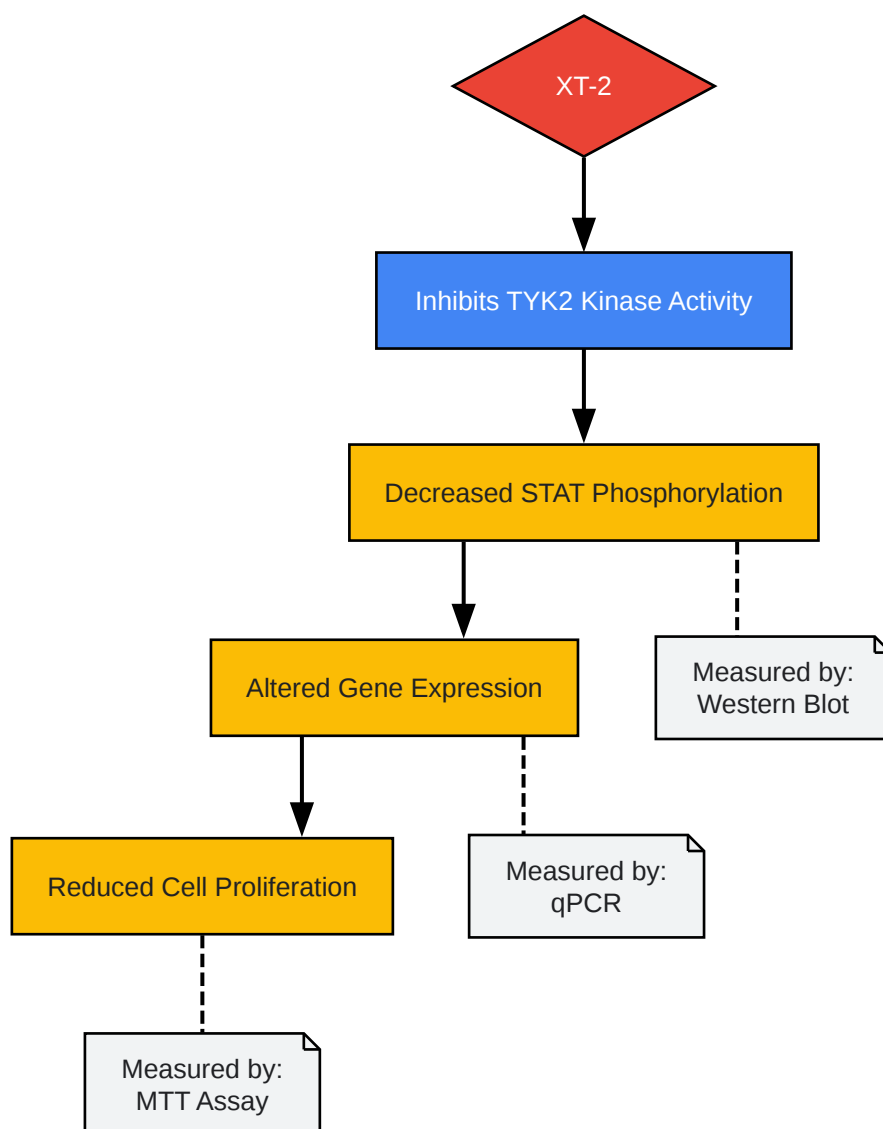 XT-2
Inhibits TYK2 Kinase Activity
Decreased STAT Phosphorylation
Measured by:
Western Blot
Altered Gene Expression
Measured by:
qPCR
Reduced Cell Proliferation
Measured by:
MTT Assay